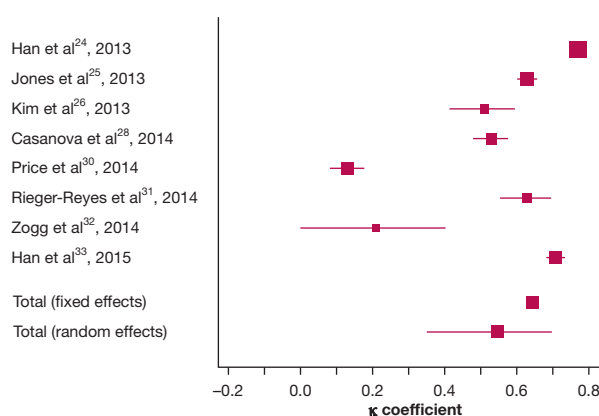 Han et al24, 2013
Jones et al25, 2013
Kim et al26, 2013
Casanova et al28, 2014
Price et al30, 2014
Rieger-Reyes et al31, 2014
Zogg et al32, 2014
Han et al33, 2015
Total (fixed effects)
Total (random effects)
−0.2 0.0 0.2 0.4 0.6 0.8
κ coefficient